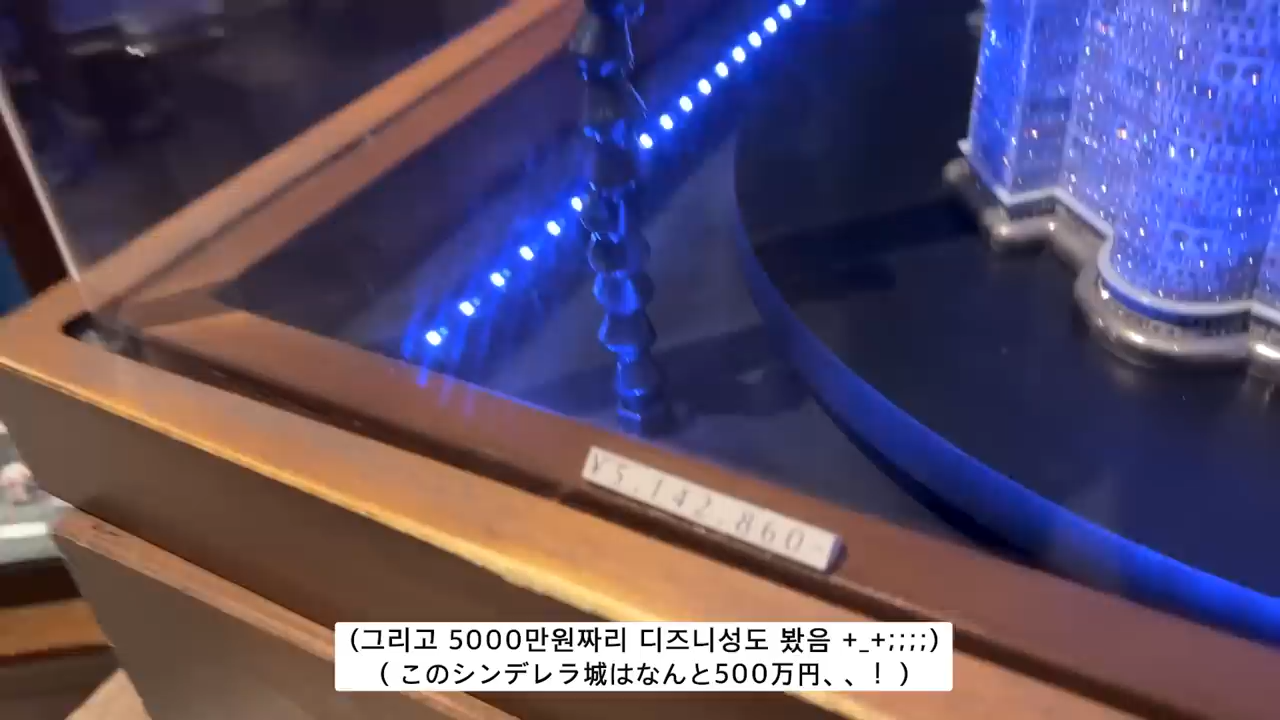 ¥5,142,860-
(그리고 5000만원짜리 디즈니성도 봤음 +_+;;;;)
( このシンデレラ城はなんと500万円、、！ )